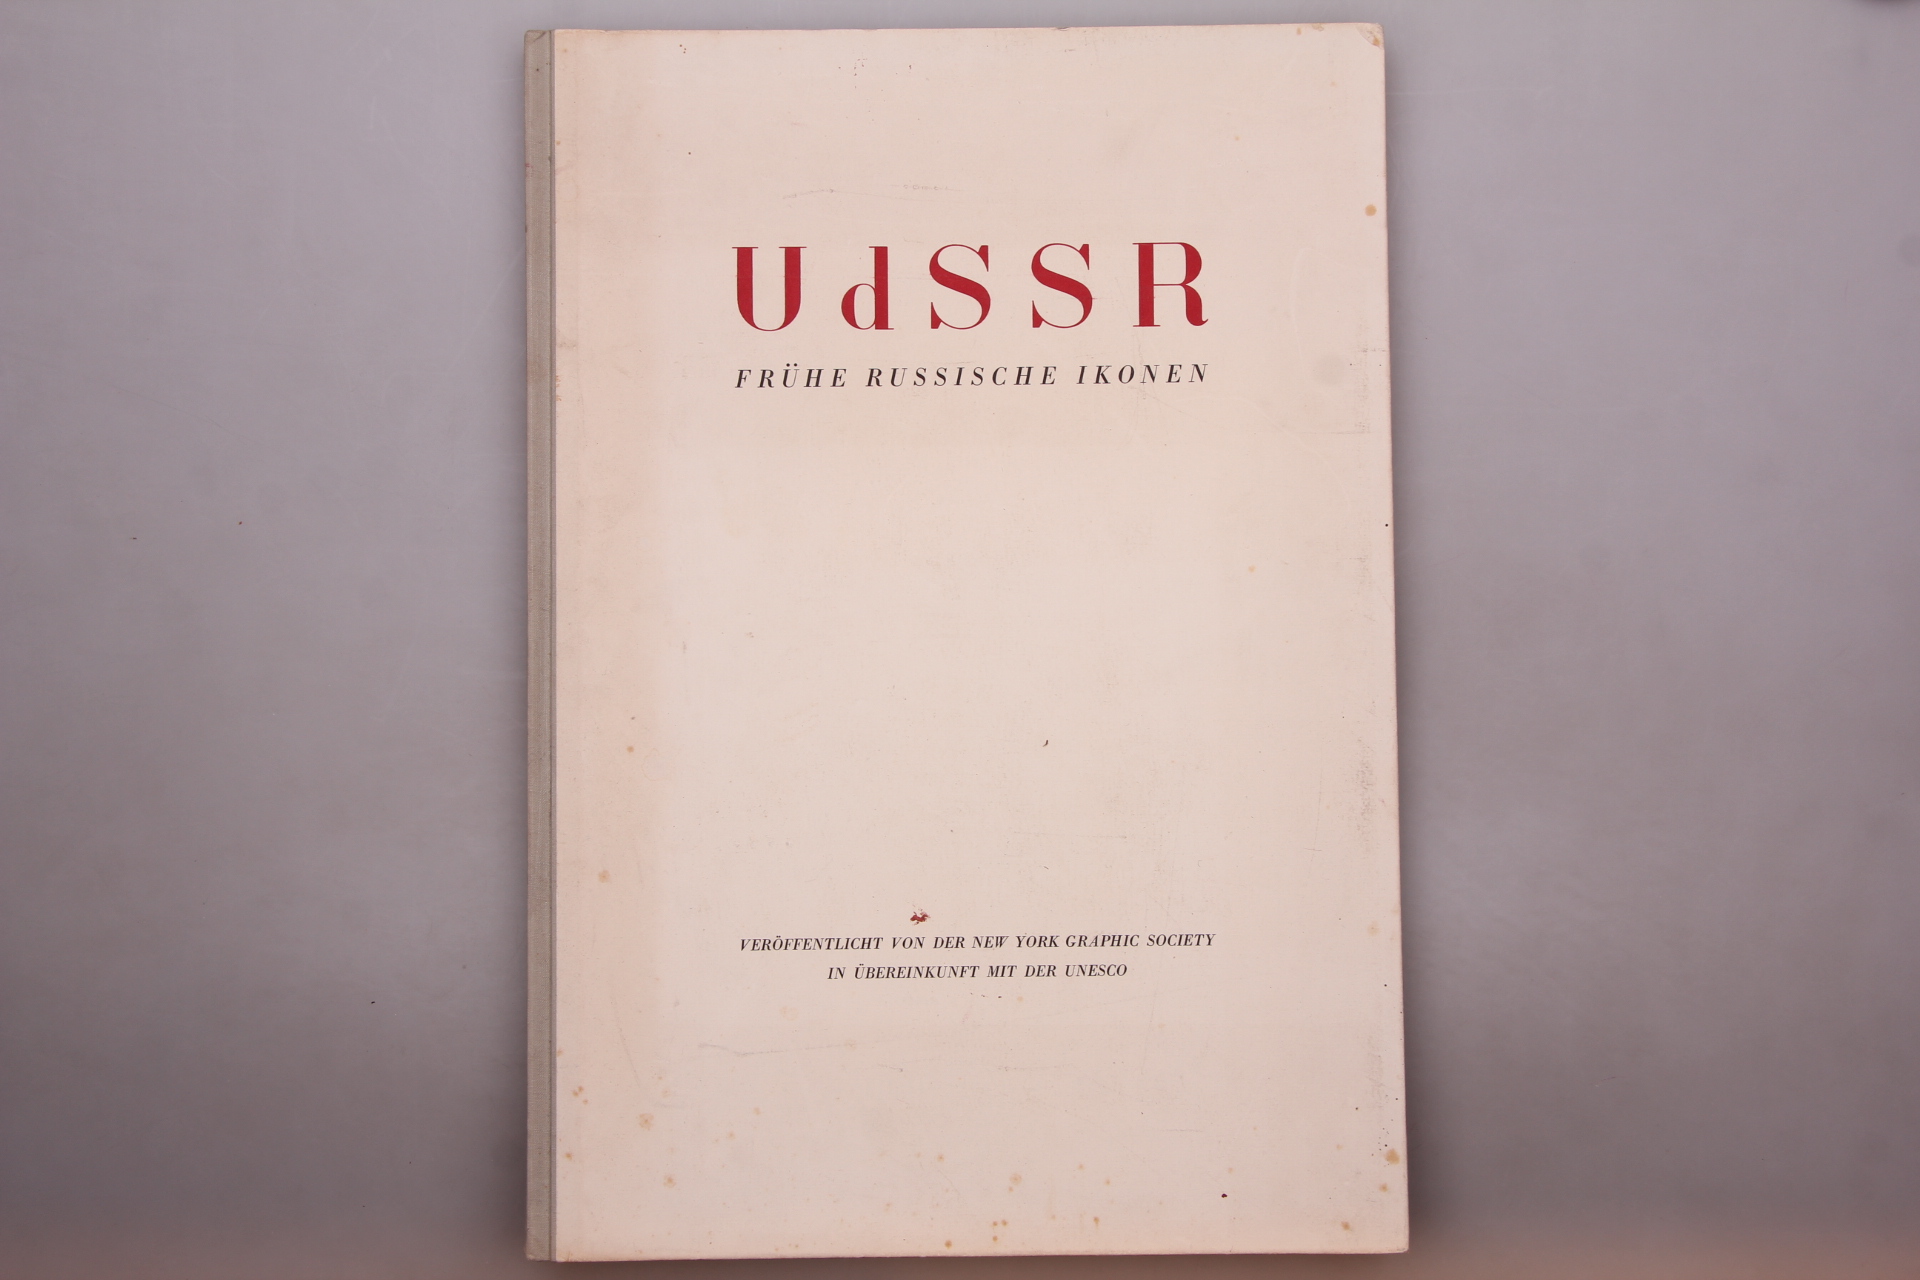 UdSSR
FRÜHE RUSSISCHE IKONEN
VERÖFFENTLICHT VON DER NEW YORK GRAPHIC SOCIETY
IN ÜBEREINKUNFT MIT DER UNESCO